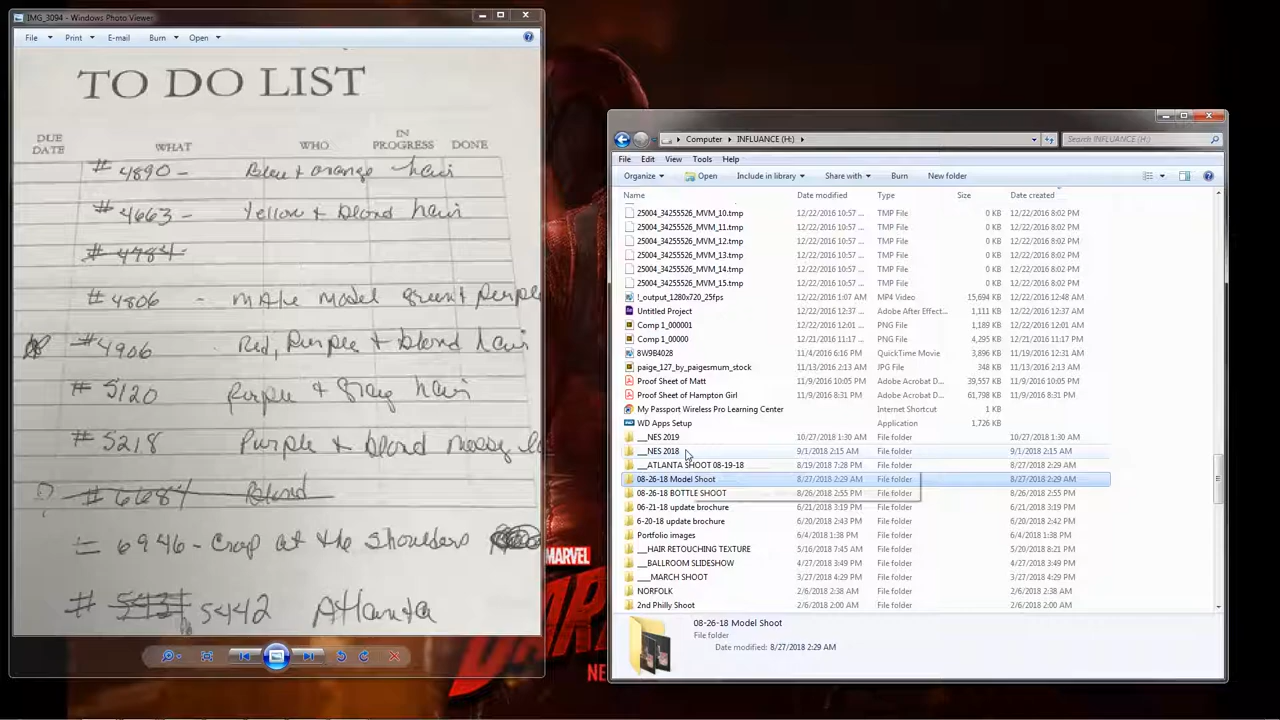 IMG_3094 - Windows Photo Viewer
File Print E-mail Burn Open
TO DO LIST
DUE DATE WHAT WHO IN PROGRESS DONE
# 4890 - Blue + orange hair
# 4663 - Yellow + blond hair
# 4784 -
# 4806 - Make model green + purple
# 4906 - Red, Purple + blond hair
# 5120 purple + gray hair
# 5218 Purple + blond messy
# 6684 Blond
6946 - Crop at the shoulders
# 5442 Atlanta
MARVEL
NE
Computer INFLUANCE (H:) Search INFLUANCE (H:)
File Edit View Tools Help
Organize Open Include in library Share with Burn New folder
Name Date modified Type Size Date created
25004_34255526_MVM_10.tmp 12/22/2016 10:57 ... TMP File 0 KB 12/22/2016 8:02 PM
25004_34255526_MVM_11.tmp 12/22/2016 10:57 ... TMP File 0 KB 12/22/2016 8:02 PM
25004_34255526_MVM_12.tmp 12/22/2016 10:57 ... TMP File 0 KB 12/22/2016 8:02 PM
25004_34255526_MVM_13.tmp 12/22/2016 10:57 ... TMP File 0 KB 12/22/2016 8:02 PM
25004_34255526_MVM_14.tmp 12/22/2016 10:57 ... TMP File 0 KB 12/22/2016 8:02 PM
25004_34255526_MVM_15.tmp 12/22/2016 10:57 ... TMP File 0 KB 12/22/2016 8:02 PM
!_output_1280x720_25fps 12/22/2016 1:07 AM MP4 Video 15,694 KB 12/22/2016 12:48 AM
Untitled Project 12/22/2016 12:37 ... Adobe After Effect... 1,111 KB 12/22/2016 12:37 AM
Comp 1_000001 12/22/2016 12:01 ... PNG File 1,189 KB 12/22/2016 12:01 AM
Comp 1_00000 12/21/2016 11:17 ... PNG File 4,295 KB 12/21/2016 11:17 PM
8W9B4028 11/4/2016 6:16 PM QuickTime Movie 3,896 KB 11/19/2016 12:31 AM
paige_127_by_paigesmum_stock 11/13/2016 2:13 AM JPG File 348 KB 11/13/2016 2:13 AM
Proof Sheet of Matt 11/9/2016 10:05 PM Adobe Acrobat D... 39,557 KB 11/9/2016 10:05 PM
Proof Sheet of Hampton Girl 11/9/2016 8:31 PM Adobe Acrobat D... 61,798 KB 11/9/2016 8:31 PM
My Passport Wireless Pro Learning Center Internet Shortcut 1 KB
WD Apps Setup Application 1,726 KB
___NES 2019 10/27/2018 1:30 AM File folder 10/27/2018 1:30 AM
___NES 2018 9/1/2018 2:15 AM File folder 9/1/2018 2:15 AM
___ATLANTA SHOOT 08-19-18 8/19/2018 7:28 PM File folder 8/27/2018 2:29 AM
08-26-18 Model Shoot 8/27/2018 2:29 AM File folder 8/27/2018 2:29 AM
08-26-18 BOTTLE SHOOT 8/26/2018 2:55 PM File folder 8/26/2018 2:55 PM
06-21-18 update brochure 6/21/2018 3:19 PM File folder 6/21/2018 3:19 PM
6-20-18 update brochure 6/20/2018 2:43 PM File folder 6/20/2018 2:42 PM
Portfolio images 6/4/2018 1:38 PM File folder 6/4/2018 1:38 PM
___HAIR RETOUCHING TEXTURE 5/16/2018 7:45 AM File folder 5/20/2018 8:21 PM
___BALLROOM SLIDESHOW 4/27/2018 3:49 PM File folder 4/27/2018 3:49 PM
___MARCH SHOOT 3/27/2018 4:29 PM File folder 3/27/2018 4:29 PM
NORFOLK 2/6/2018 2:38 AM File folder 2/6/2018 2:38 AM
2nd Philly Shoot 2/6/2018 2:00 AM File folder 2/6/2018 2:00 AM
08-26-18 Model Shoot
File folder
Date modified: 8/27/2018 2:29 AM